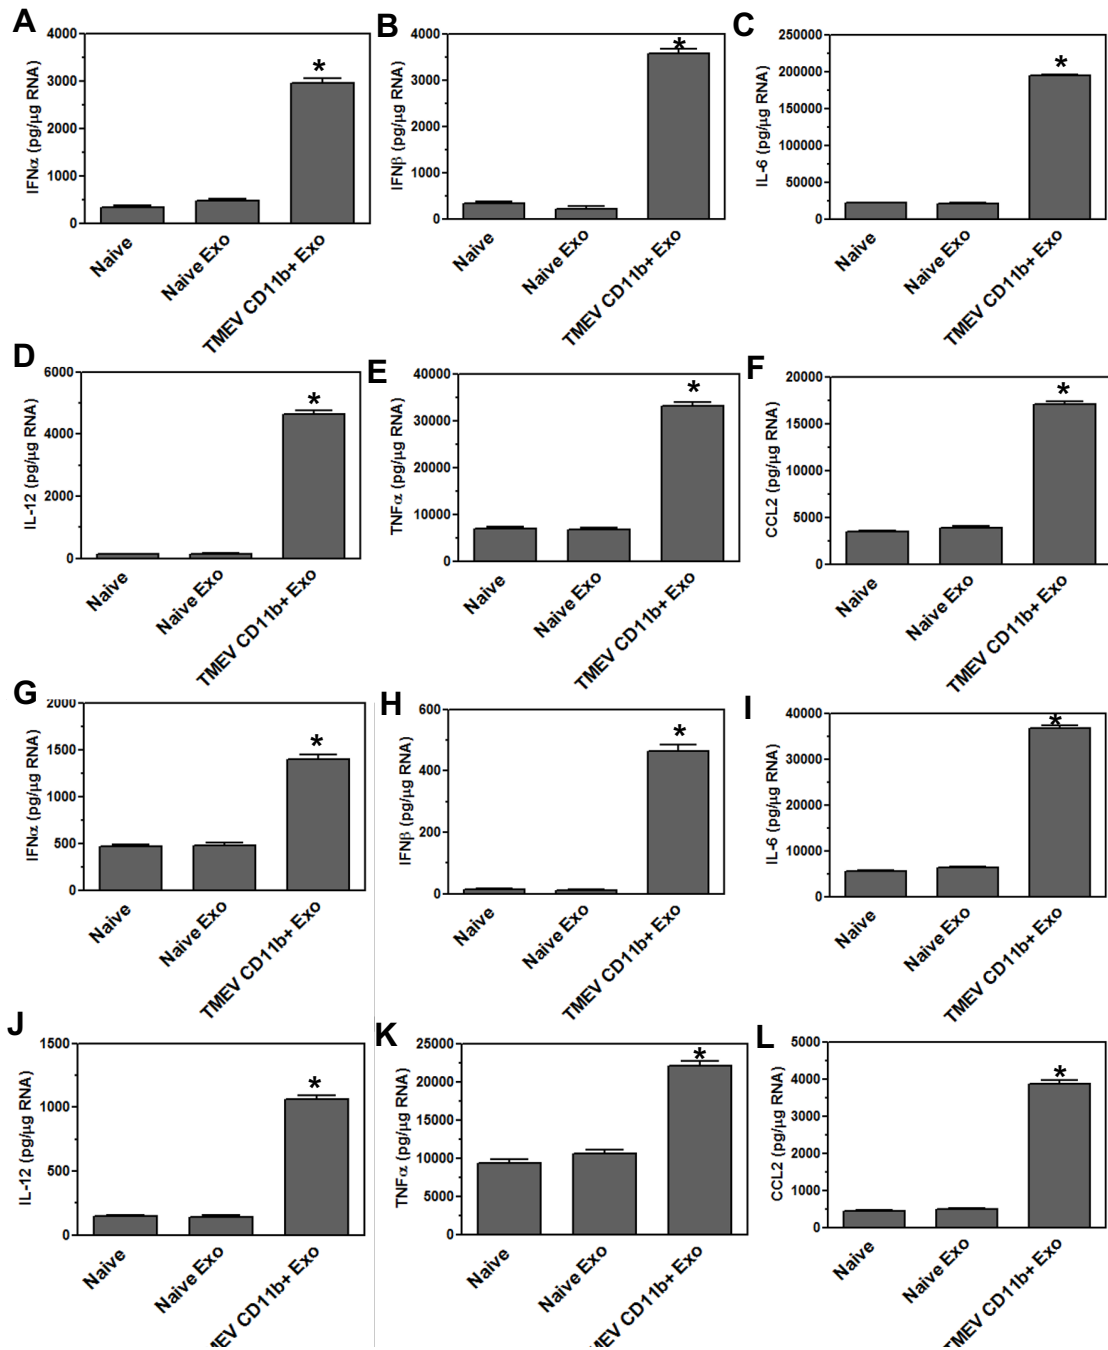 A
IFNα (pg/μg RNA)
4000
3000
2000
1000
0
*
Naive
Naive Exo
TMEV CD11b+ Exo
B
IFNβ (pg/μg RNA)
4000
3000
2000
1000
0
*
Naive
Naive Exo
TMEV CD11b+ Exo
C
IL-6 (pg/μg RNA)
250000
200000
150000
100000
50000
0
*
Naive
Naive Exo
TMEV CD11b+ Exo
D
IL-12 (pg/μg RNA)
6000
4000
2000
0
*
Naive
Naive Exo
TMEV CD11b+ Exo
E
TNFα (pg/μg RNA)
40000
30000
20000
10000
0
*
Naive
Naive Exo
TMEV CD11b+ Exo
F
CCL2 (pg/μg RNA)
20000
15000
10000
5000
0
*
Naive
Naive Exo
TMEV CD11b+ Exo
G
IFNα (pg/μg RNA)
2000
1500
1000
500
0
*
Naive
Naive Exo
TMEV CD11b+ Exo
H
IFNβ (pg/μg RNA)
600
400
200
0
*
Naive
Naive Exo
TMEV CD11b+ Exo
I
IL-6 (pg/μg RNA)
40000
30000
20000
10000
0
*
Naive
Naive Exo
TMEV CD11b+ Exo
J
IL-12 (pg/μg RNA)
1500
1000
500
0
*
Naive
Naive Exo
MEV CD11b+ Exo
K
TNFα (pg/μg RNA)
25000
20000
15000
10000
5000
0
*
Naive
Naive Exo
MEV CD11b+ Exo
L
CCL2 (pg/μg RNA)
5000
4000
3000
2000
1000
0
*
Naive
Naive Exo
TMEV CD11b+ Exo